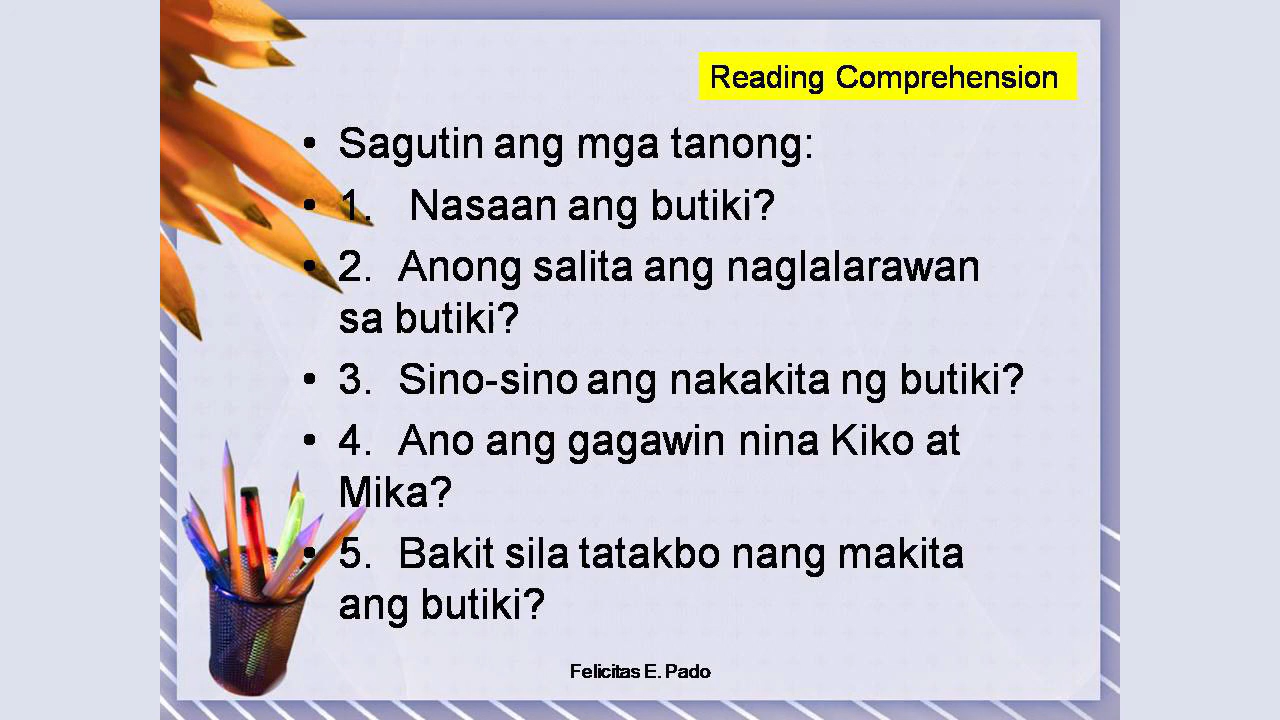 Reading Comprehension
• Sagutin ang mga tanong:
• 1. Nasaan ang butiki?
• 2. Anong salita ang naglalarawan
sa butiki?
• 3. Sino-sino ang nakakita ng butiki?
• 4. Ano ang gagawin nina Kiko at
Mika?
• 5. Bakit sila tatakbo nang makita
ang butiki?
Felicitas E. Pado